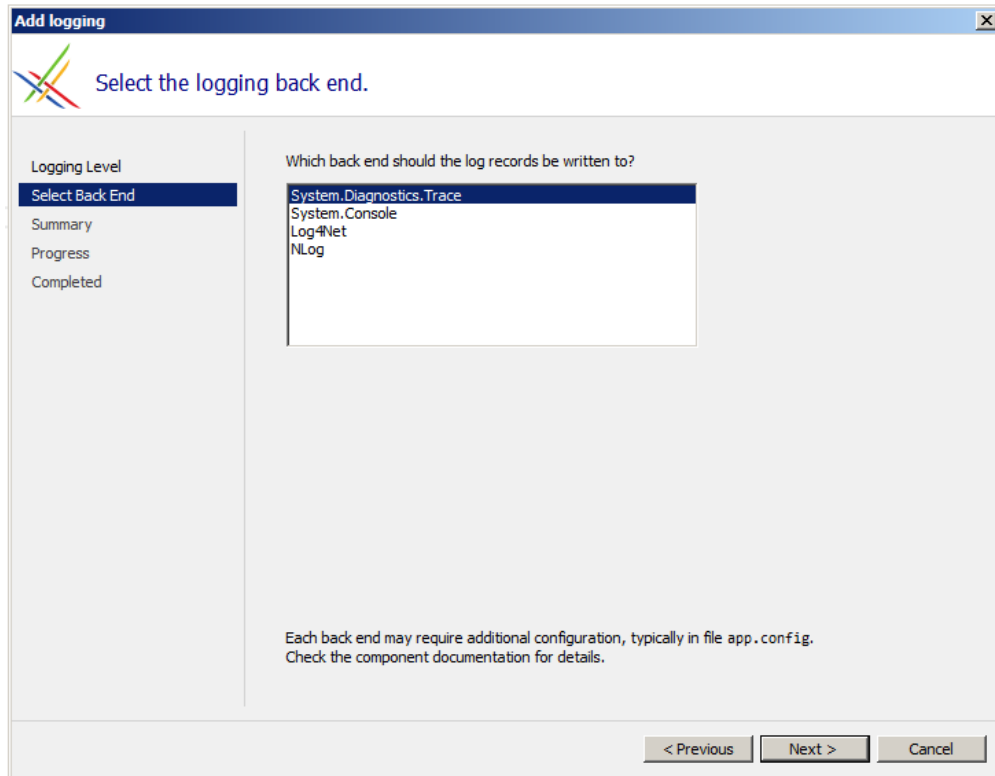 Add logging
Select the logging back end.
Logging Level
Select Back End
Summary
Progress
Completed
Which back end should the log records be written to?
System.Diagnostics.Trace
System.Console
Log4Net
NLog
Each back end may require additional configuration, typically in file app.config.
Check the component documentation for details.
< Previous
Next >
Cancel